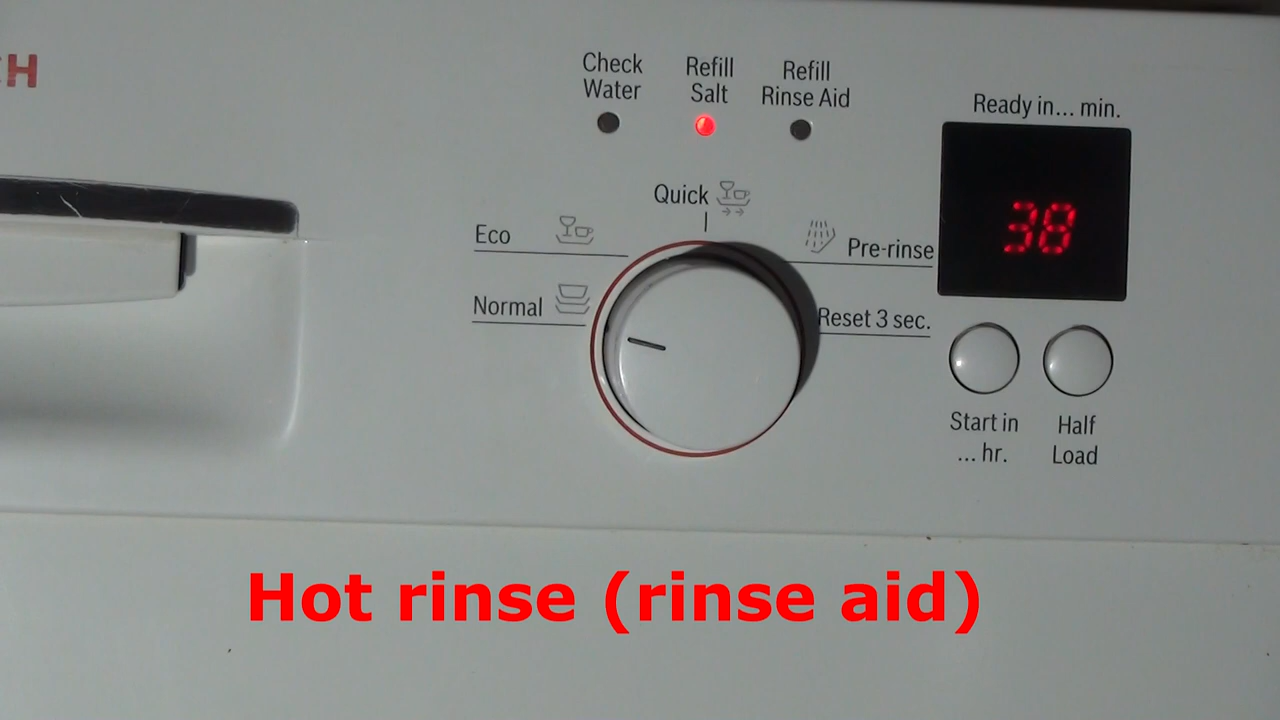 CH
Check
Water
Refill
Salt
Refill
Rinse Aid
Ready in... min.
38
Quick
Eco
Pre-rinse
Normal
Reset 3 sec.
Start in
... hr.
Half
Load
Hot rinse (rinse aid)